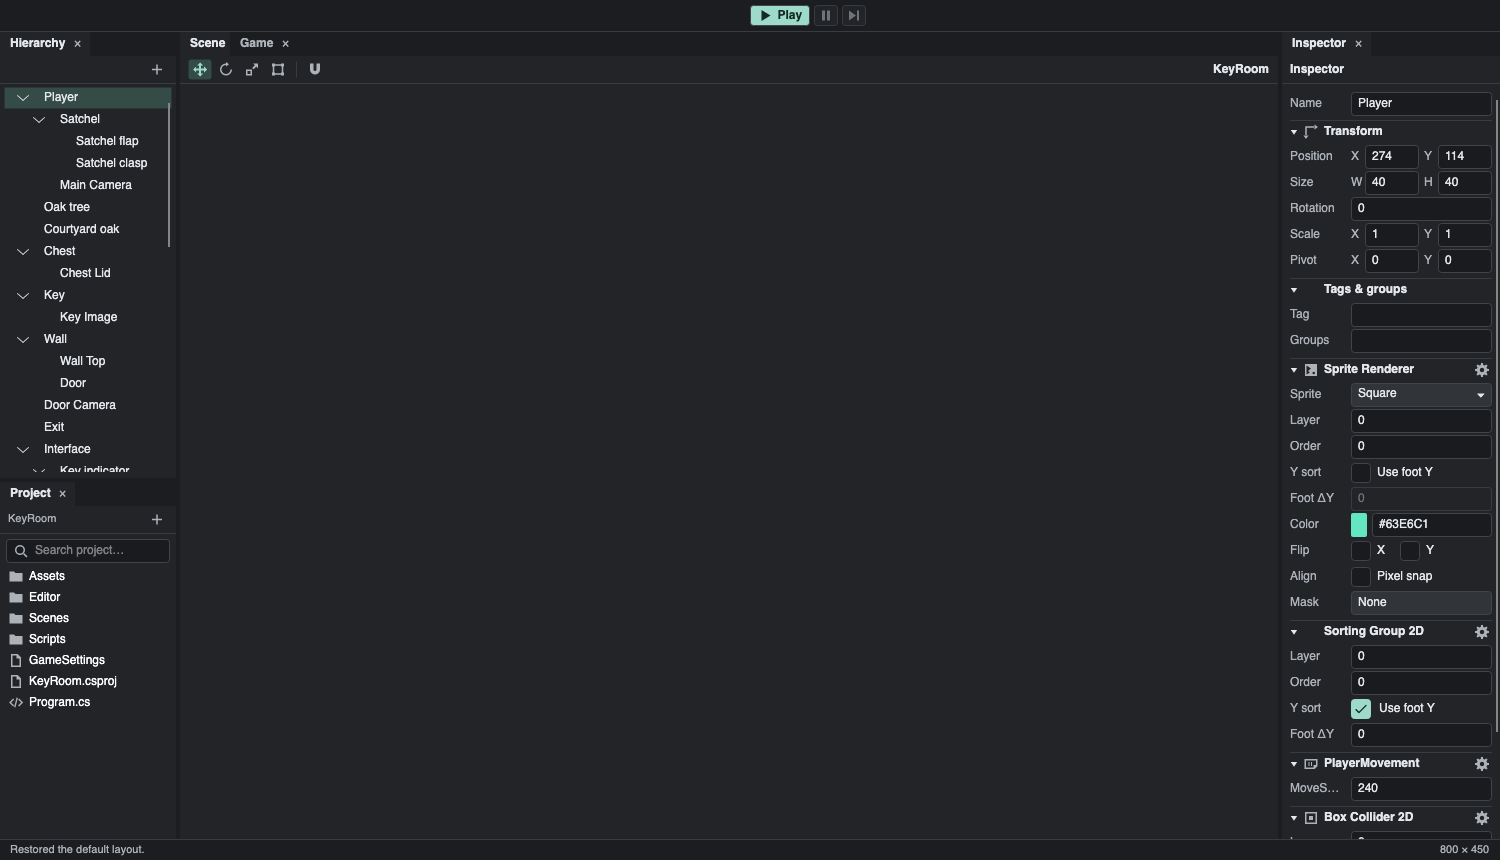 Play
Hierarchy ×
Scene Game ×
Inspector ×
KeyRoom
Inspector
Player
Satchel
Satchel flap
Satchel clasp
Main Camera
Oak tree
Courtyard oak
Chest
Chest Lid
Key
Key Image
Wall
Wall Top
Door
Door Camera
Exit
Interface
Key indicator
Project ×
KeyRoom
Search project...
Assets
Editor
Scenes
Scripts
GameSettings
KeyRoom.csproj
Program.cs
Name Player
Transform
Position X 274 Y 114
Size W 40 H 40
Rotation 0
Scale X 1 Y 1
Pivot X 0 Y 0
Tags & groups
Tag
Groups
Sprite Renderer
Sprite Square
Layer 0
Order 0
Y sort Use foot Y
Foot ΔY 0
Color #63E6C1
Flip X Y
Align Pixel snap
Mask None
Sorting Group 2D
Layer 0
Order 0
Y sort Use foot Y
Foot ΔY 0
PlayerMovement
MoveS... 240
Box Collider 2D
Restored the default layout.
800 × 450